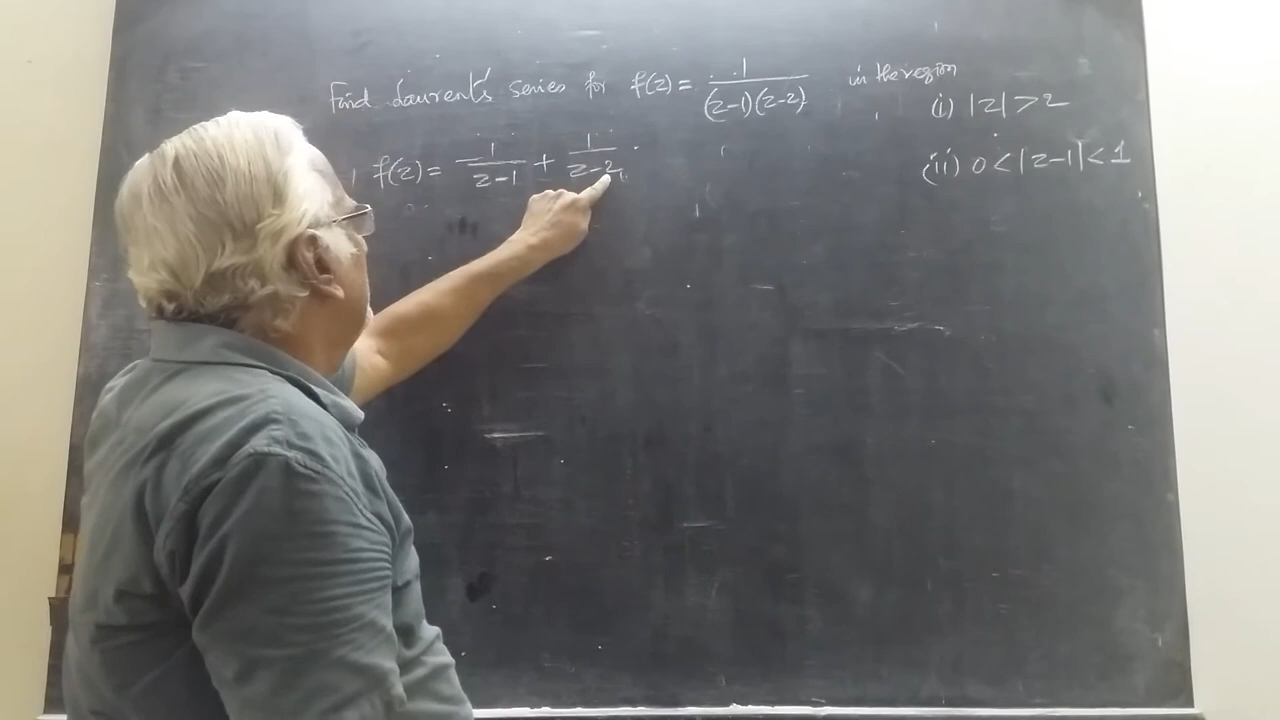 Find Laurent's series for f(z) = 1/((z-1)(z-2)) in the region
(i) |z| > 2
f(z) = -1/(z-1) + 1/(z-2).
(ii) 0 < |z-1| < 1